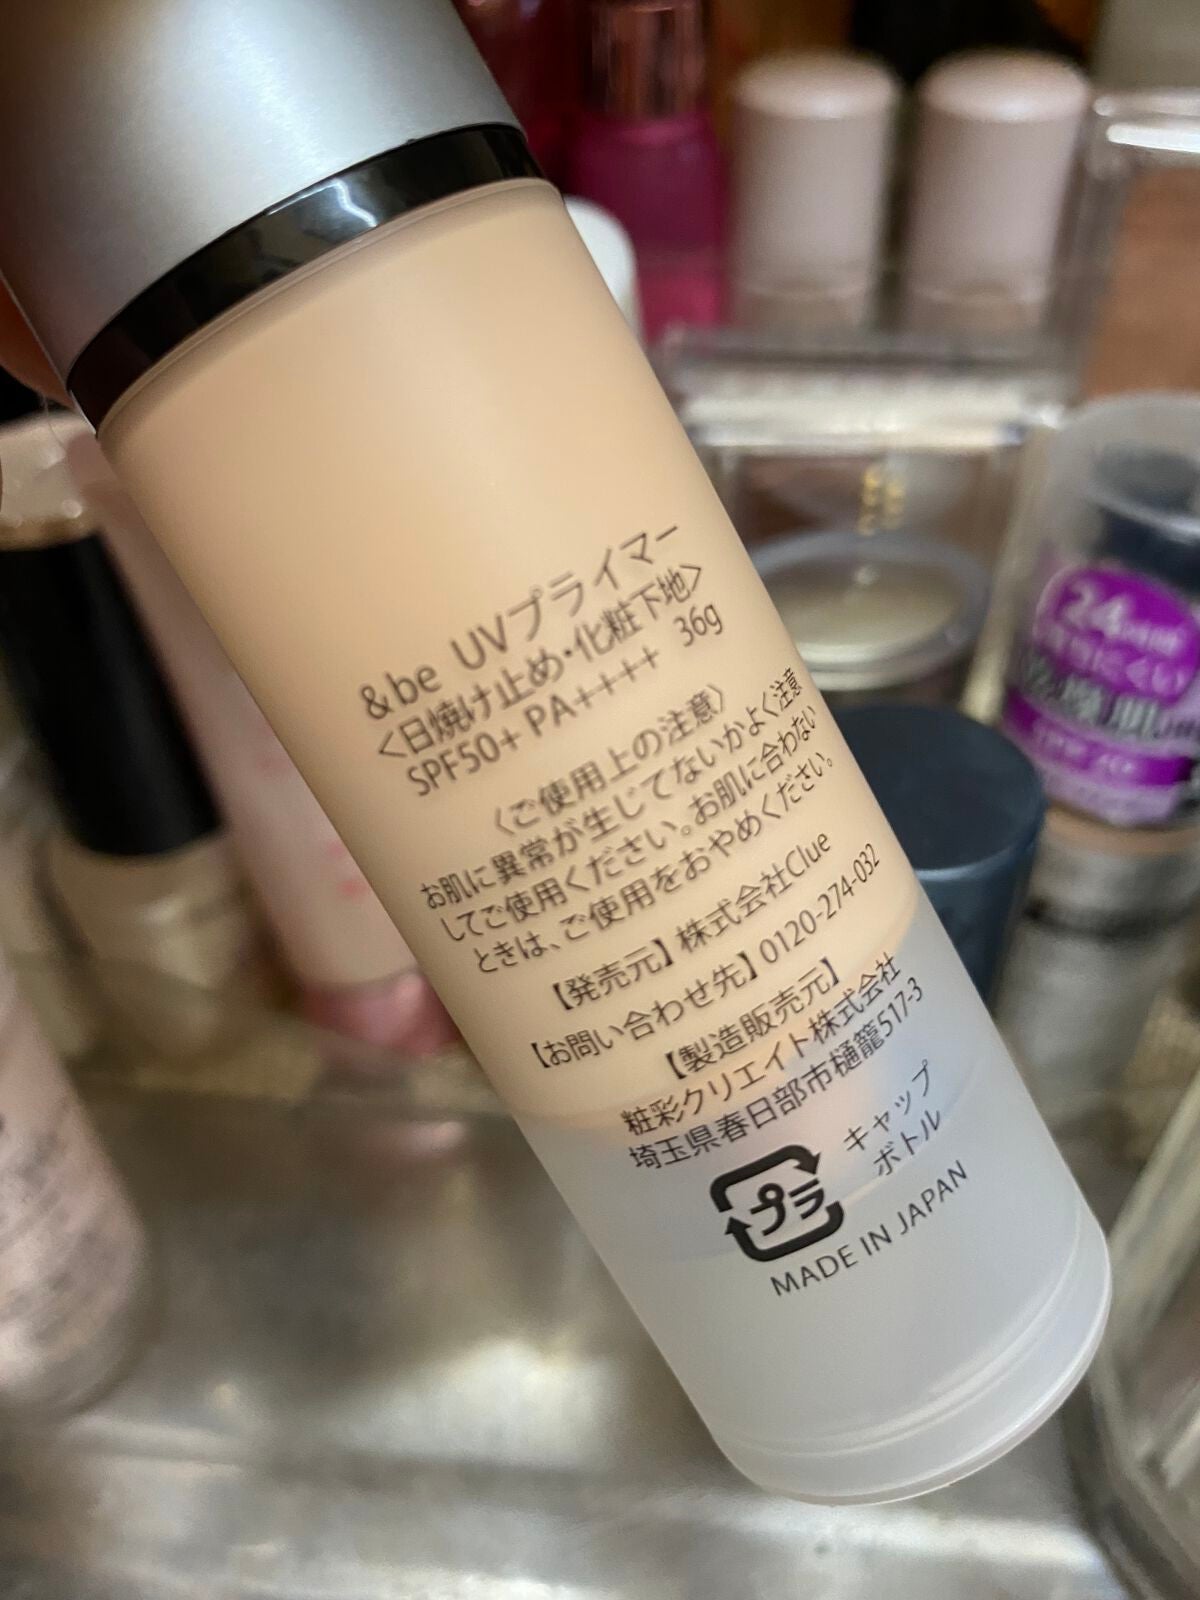 &be UVプライマー
〈日焼け止め・化粧下地〉
SPF50+ PA++++ 36g
〈ご使用上の注意〉
お肌に異常が生じてないかよく注意
してご使用ください。お肌に合わない
ときは、ご使用をおやめください。
【発売元】株式会社Clue
【お問い合わせ先】0120-274-032
【製造販売元】
粧彩クリエイト株式会社
埼玉県春日部市樋籠517-3
プラ
キャップ
ボトル
MADE IN JAPAN
24
にくい